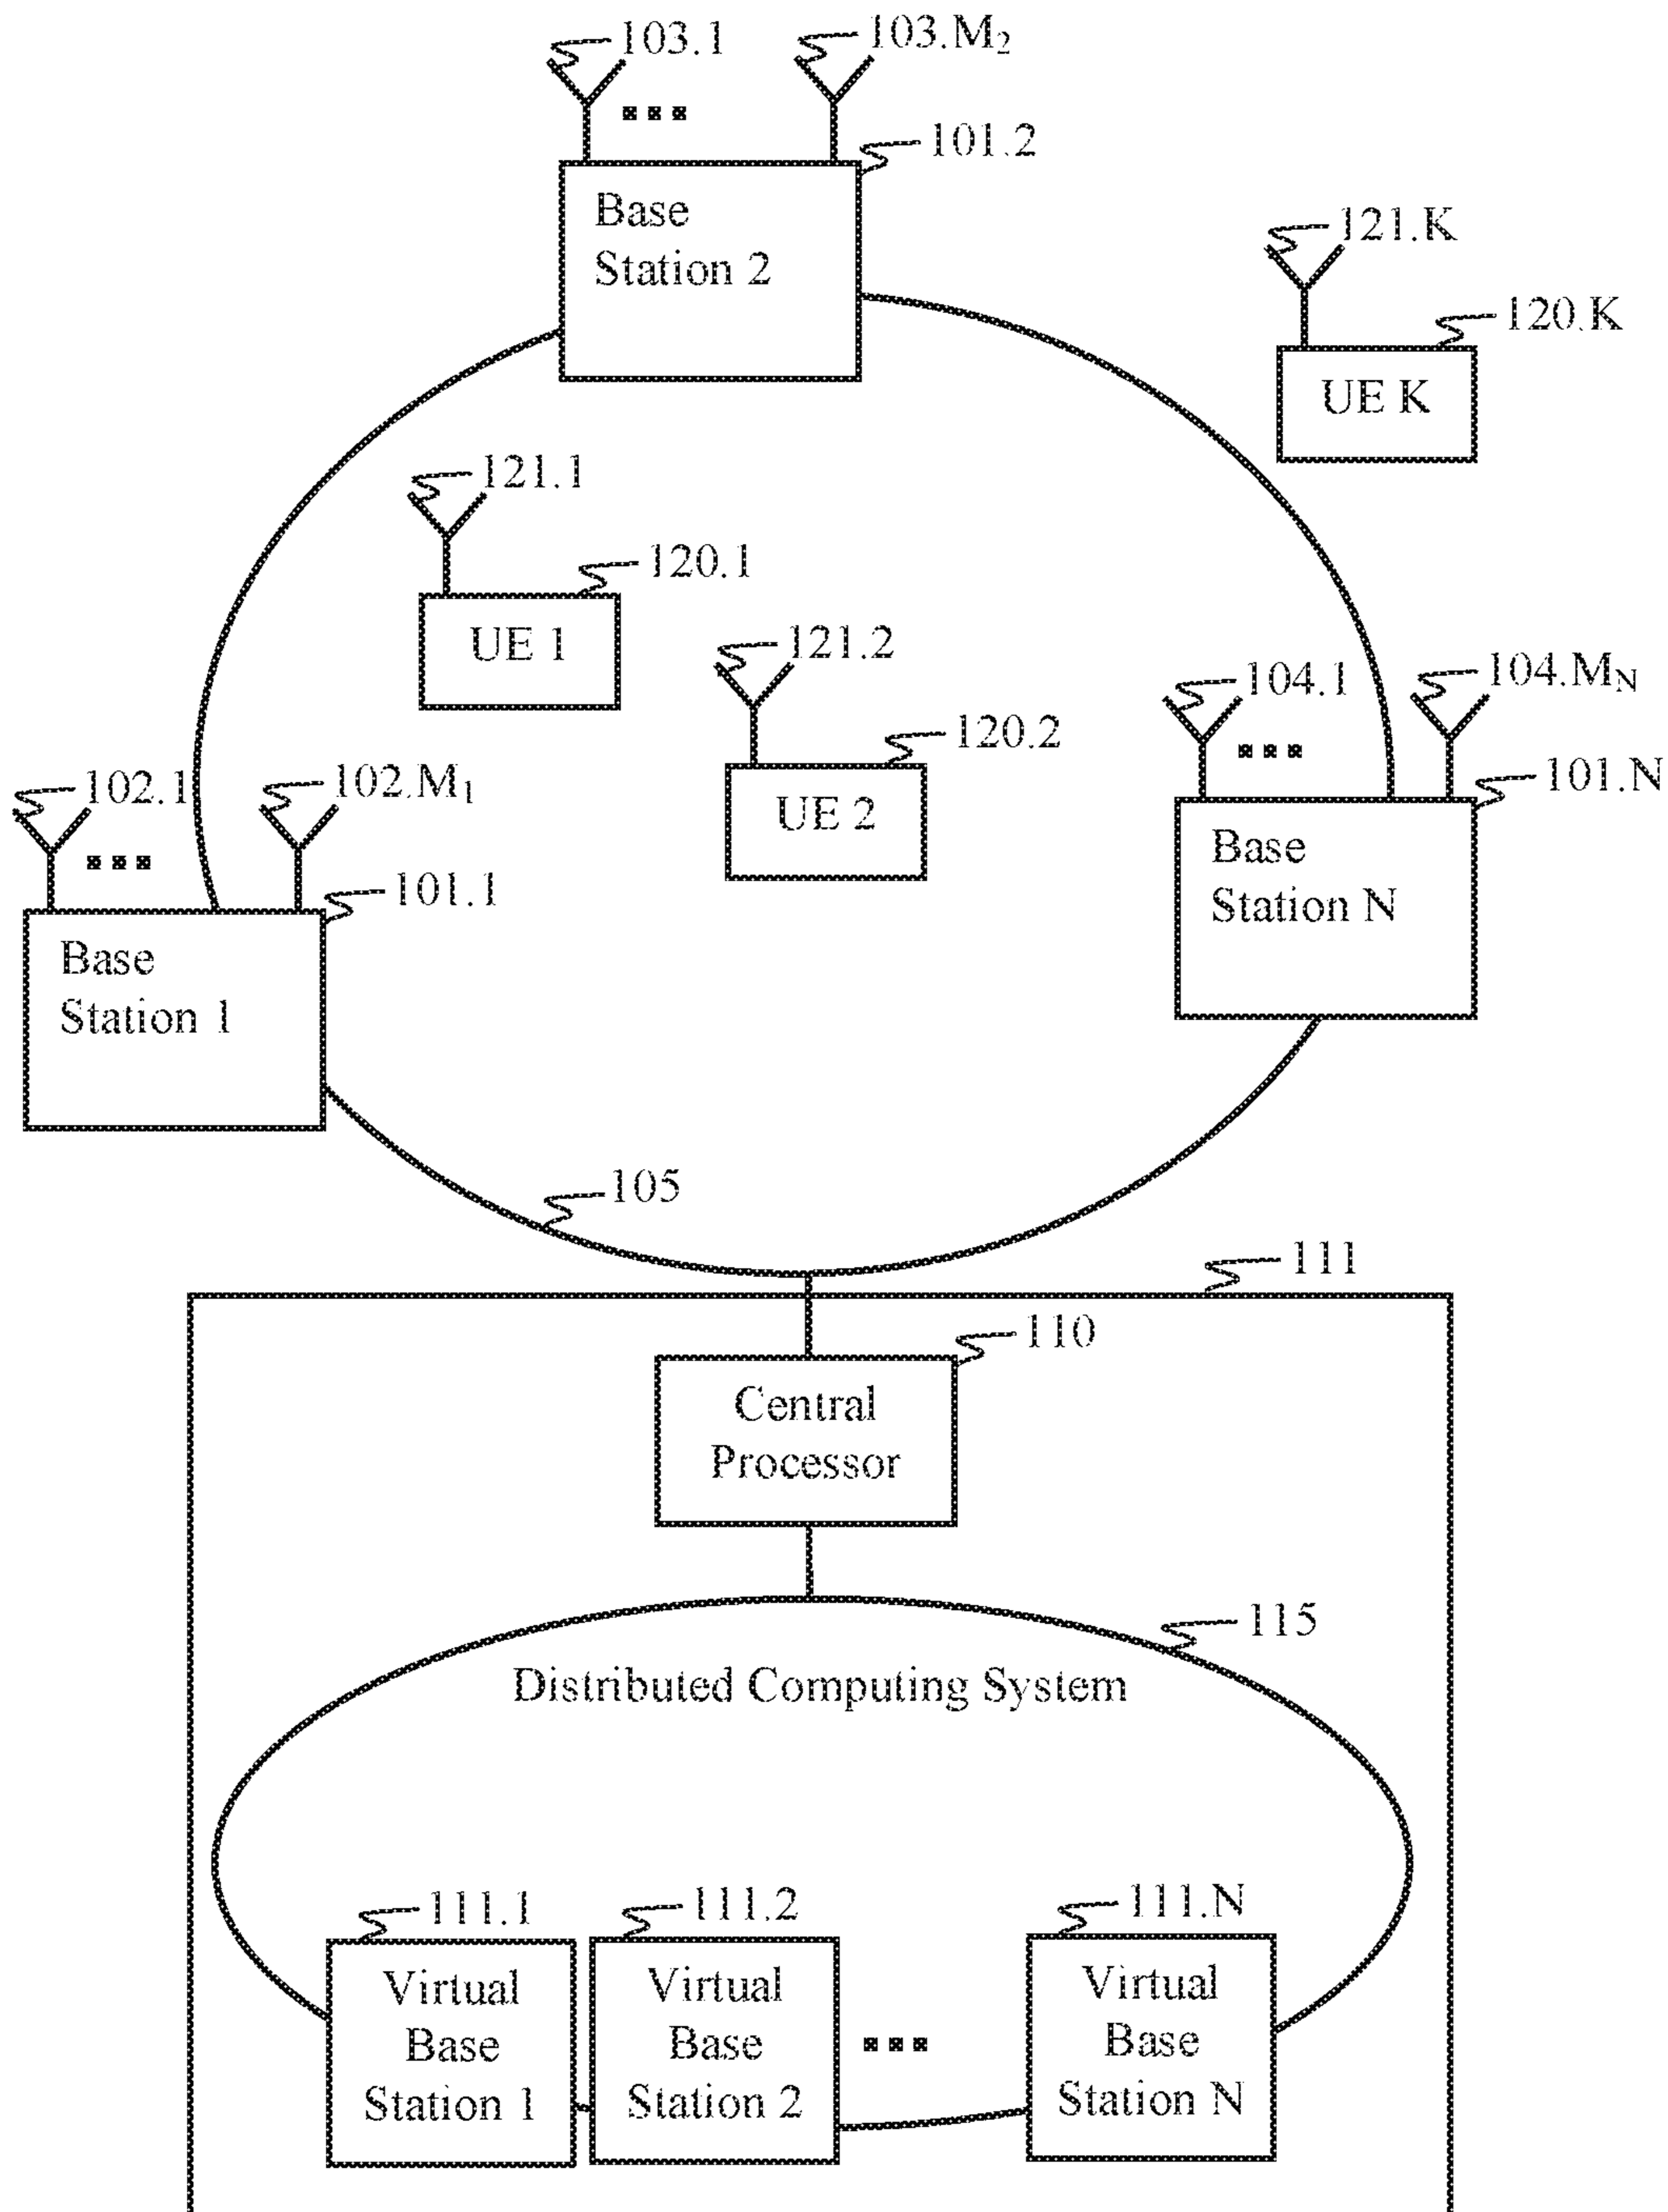 103.1
103.M2
101.2
Base
Station 2
121.K
120.K
UE K
121.1
120.1
UE 1
121.2
120.2
UE 2
104.1
104.MN
101.N
Base
Station N
102.1
102.M1
101.1
Base
Station 1
105
111
110
Central
Processor
115
Distributed Computing System
111.1
111.2
111.N
Virtual
Base
Station 1
Virtual
Base
Station 2
Virtual
Base
Station N